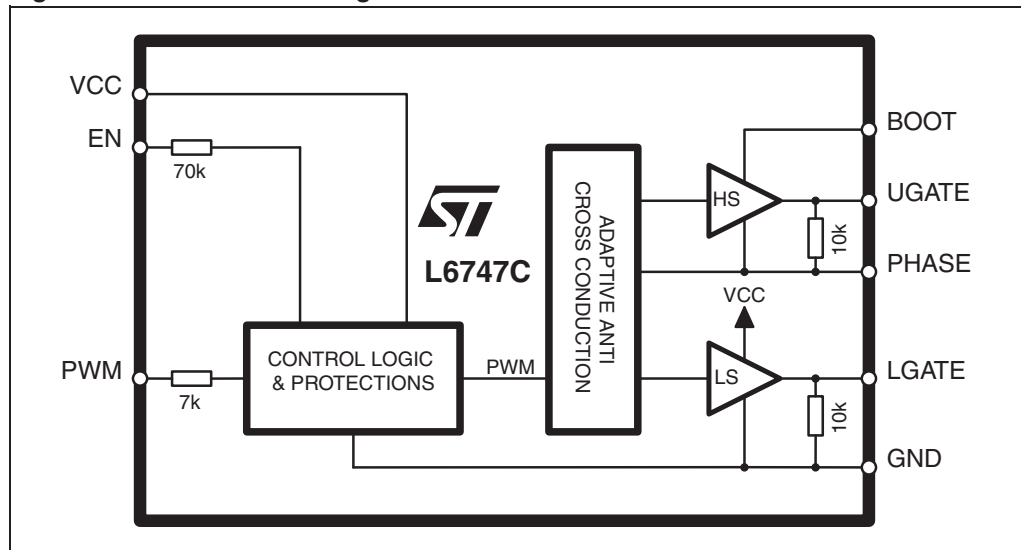 VCC
EN
70k
ST
L6747C
PWM
7k
CONTROL LOGIC
& PROTECTIONS
PWM
ADAPTIVE ANTI
CROSS CONDUCTION
HS
VCC
LS
10k
10k
BOOT
UGATE
PHASE
LGATE
GND